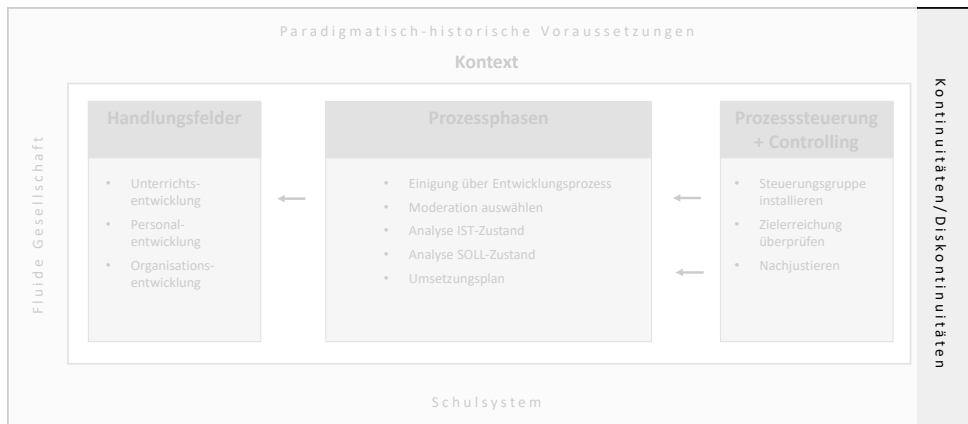 Paradigmatisch-historische Voraussetzungen
Kontext
Fluide Gesellschaft
Handlungsfelder
• Unterrichts-
entwicklung
• Personal-
entwicklung
• Organisations-
entwicklung
Prozessphasen
• Einigung über Entwicklungsprozess
• Moderation auswählen
• Analyse IST-Zustand
• Analyse SOLL-Zustand
• Umsetzungsplan
Prozesssteuerung
+ Controlling
• Steuerungsgruppe
installieren
• Zielerreichung
überprüfen
• Nachjustieren
Kontinuitäten/Diskontinuitäten
Schulsystem